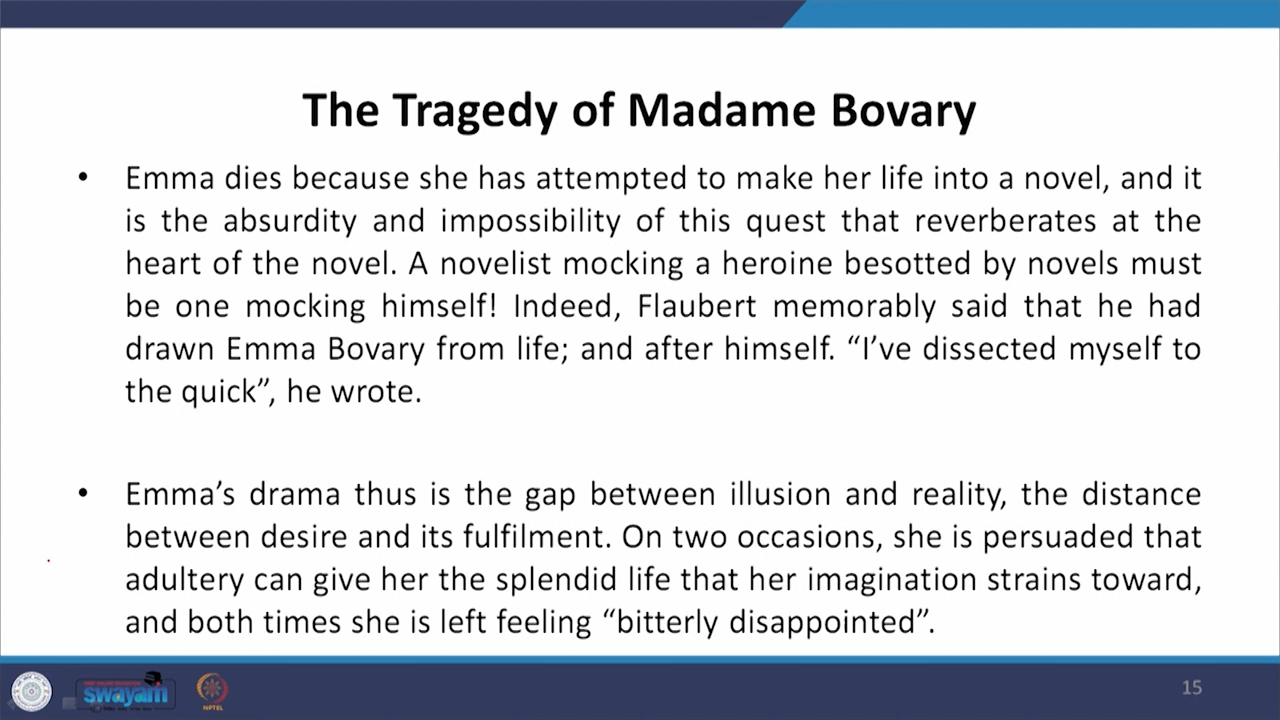 The Tragedy of Madame Bovary
• Emma dies because she has attempted to make her life into a novel, and it
is the absurdity and impossibility of this quest that reverberates at the
heart of the novel. A novelist mocking a heroine besotted by novels must
be one mocking himself! Indeed, Flaubert memorably said that he had
drawn Emma Bovary from life; and after himself. “I’ve dissected myself to
the quick”, he wrote.
• Emma’s drama thus is the gap between illusion and reality, the distance
between desire and its fulfilment. On two occasions, she is persuaded that
adultery can give her the splendid life that her imagination strains toward,
and both times she is left feeling “bitterly disappointed”.
swayam
NPTEL
15